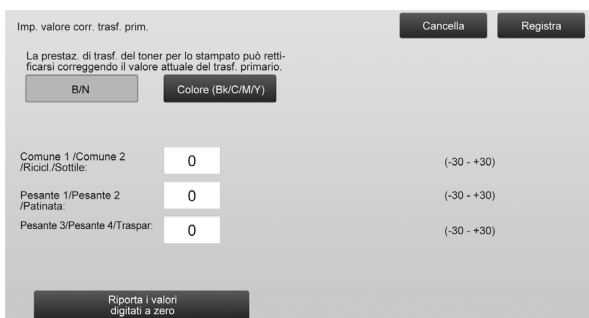 Imp. valore corr. trasf. prim.
Cancella
Registra
La prestaz. di trasf. del toner per lo stampato può retti-
ficarsi correggendo il valore attuale del trasf. primario.
B/N
Colore (Bk/C/M/Y)
Comune 1 /Comune 2
/Ricicl./Sottile:
0
(-30 - +30)
Pesante 1/Pesante 2
/Patinata:
0
(-30 - +30)
Pesante 3/Pesante 4/Traspar:
0
(-30 - +30)
Riporta i valori
digitati a zero